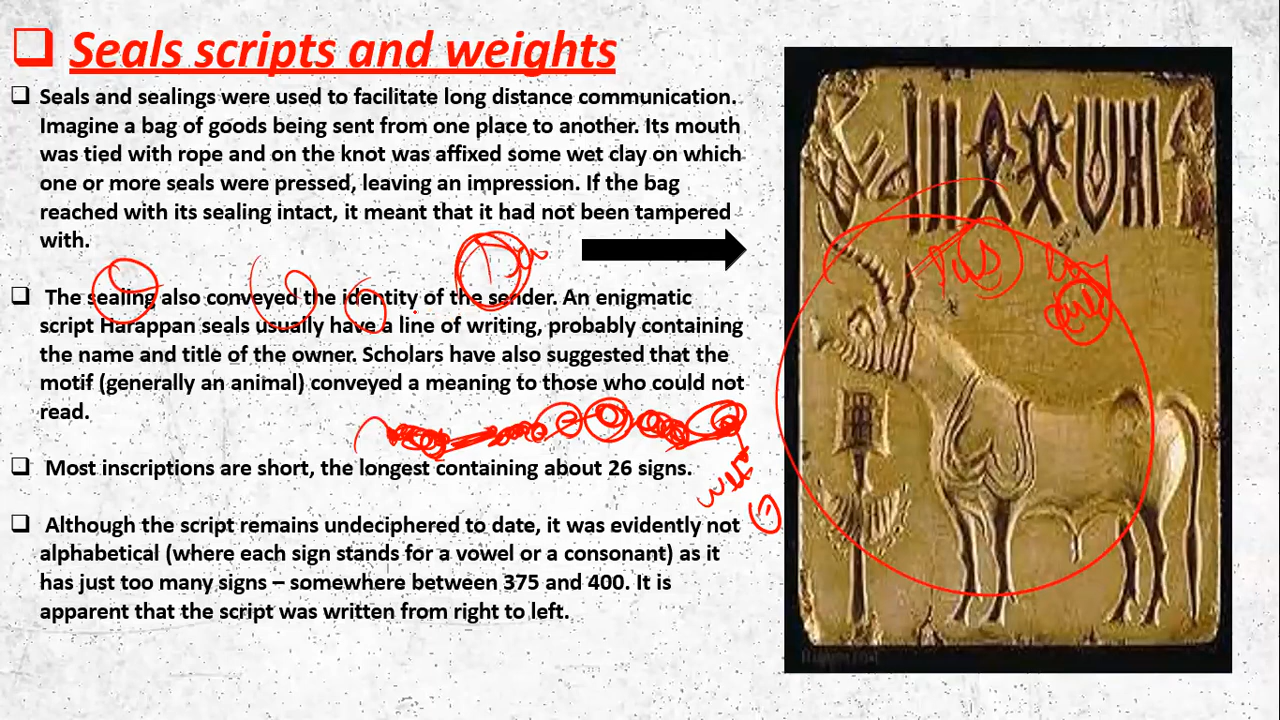 Seals scripts and weights
Seals and sealings were used to facilitate long distance communication.
Imagine a bag of goods being sent from one place to another. Its mouth
was tied with rope and on the knot was affixed some wet clay on which
one or more seals were pressed, leaving an impression. If the bag
reached with its sealing intact, it meant that it had not been tampered
with.
The sealing also conveyed the identity of the sender. An enigmatic
script Harappan seals usually have a line of writing, probably containing
the name and title of the owner. Scholars have also suggested that the
motif (generally an animal) conveyed a meaning to those who could not
read.
Most inscriptions are short, the longest containing about 26 signs.
Although the script remains undeciphered to date, it was evidently not
alphabetical (where each sign stands for a vowel or a consonant) as it
has just too many signs – somewhere between 375 and 400. It is
apparent that the script was written from right to left.